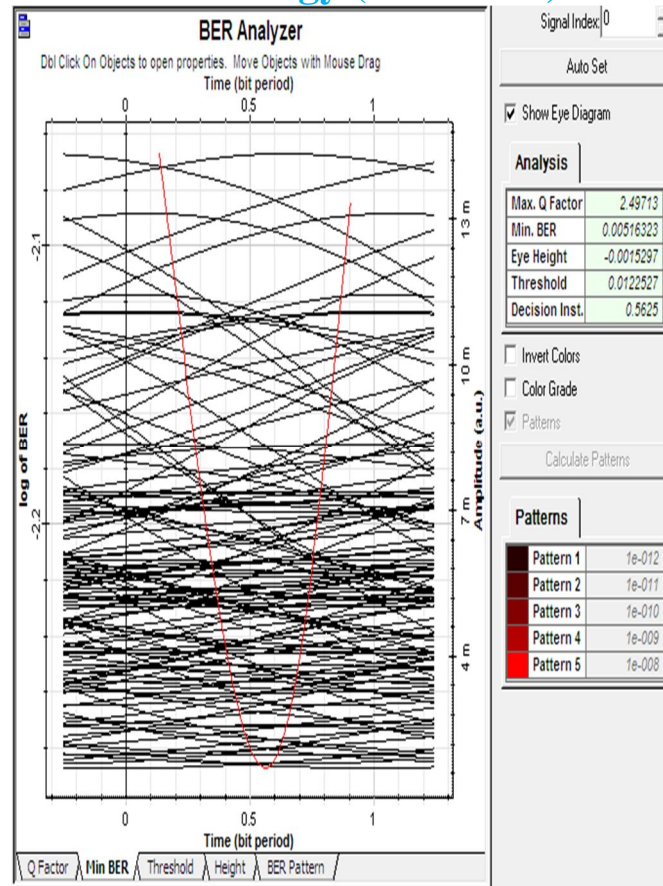 BER Analyzer
Dbl Click On Objects to open properties. Move Objects with Mouse Drag
Time (bit period)
0 0.5 1
-2.1
-2.2
log of BER
13 m
10 m
7 m
4 m
Amplitude (a.u.)
0 0.5 1
Time (bit period)
Q Factor Min BER Threshold Height BER Pattern
Signal Index: 0
Auto Set
Show Eye Diagram
Analysis
Max. Q Factor 2.49713
Min. BER 0.00516323
Eye Height -0.0015297
Threshold 0.0122527
Decision Inst. 0.5625
Invert Colors
Color Grade
Patterns
Calculate Patterns
Patterns
Pattern 1 1e-012
Pattern 2 1e-011
Pattern 3 1e-010
Pattern 4 1e-009
Pattern 5 1e-008